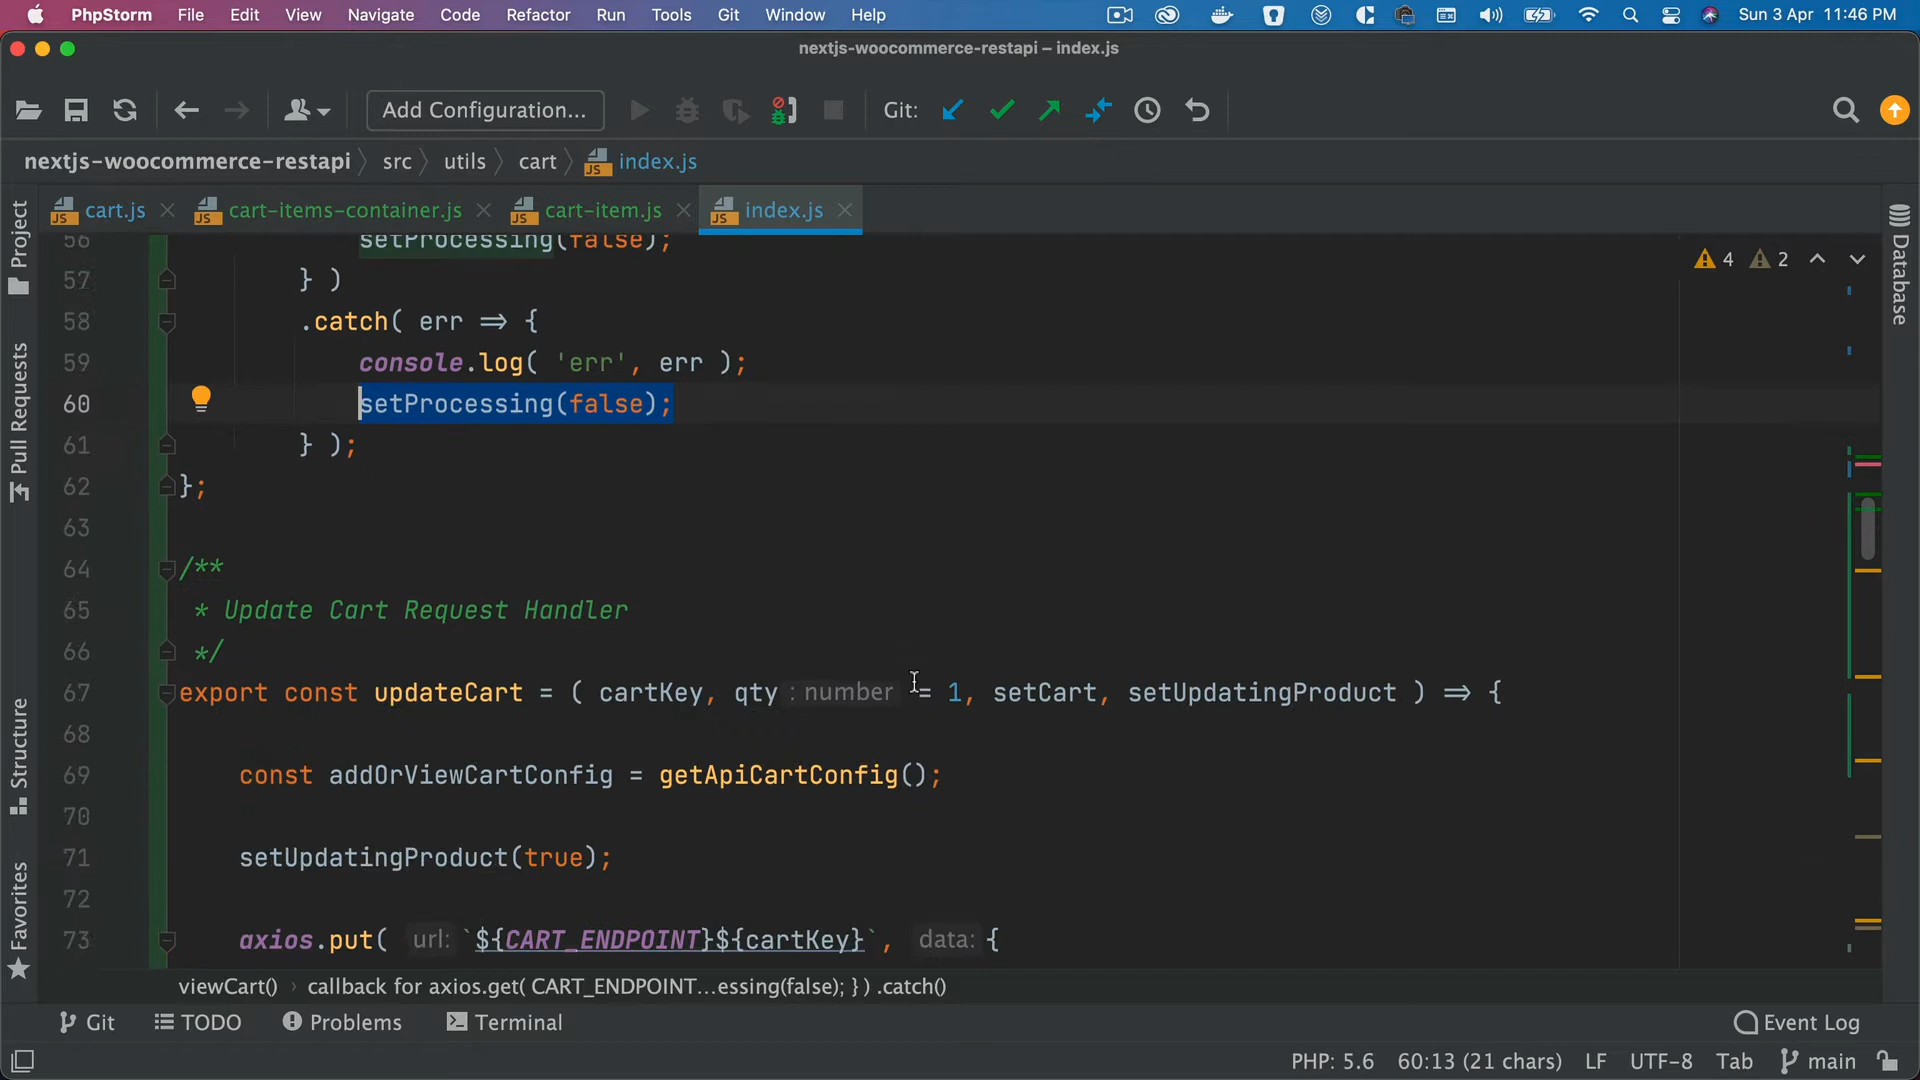 PhpStorm File Edit View Navigate Code Refactor Run Tools Git Window Help Sun 3 Apr 11:46 PM
nextjs-woocommerce-restapi – index.js
Add Configuration... Git:
nextjs-woocommerce-restapi src utils cart index.js
cart.js cart-items-container.js cart-item.js index.js
Project
Pull Requests
Structure
Favorites
Database
4 2
56 setProcessing(false);
57 } )
58 .catch( err => {
59 console.log( 'err', err );
60 setProcessing(false);
61 } );
62 };
63
64 /**
65 * Update Cart Request Handler
66 */
67 export const updateCart = ( cartKey, qty : number = 1, setCart, setUpdatingProduct ) => {
68
69 const addOrViewCartConfig = getApiCartConfig();
70
71 setUpdatingProduct(true);
72
73 axios.put( url: `${CART_ENDPOINT}${cartKey}`, data: {
viewCart() callback for axios.get( CART_ENDPOINT...essing(false); } ) .catch()
Git TODO Problems Terminal Event Log
PHP: 5.6 60:13 (21 chars) LF UTF-8 Tab main